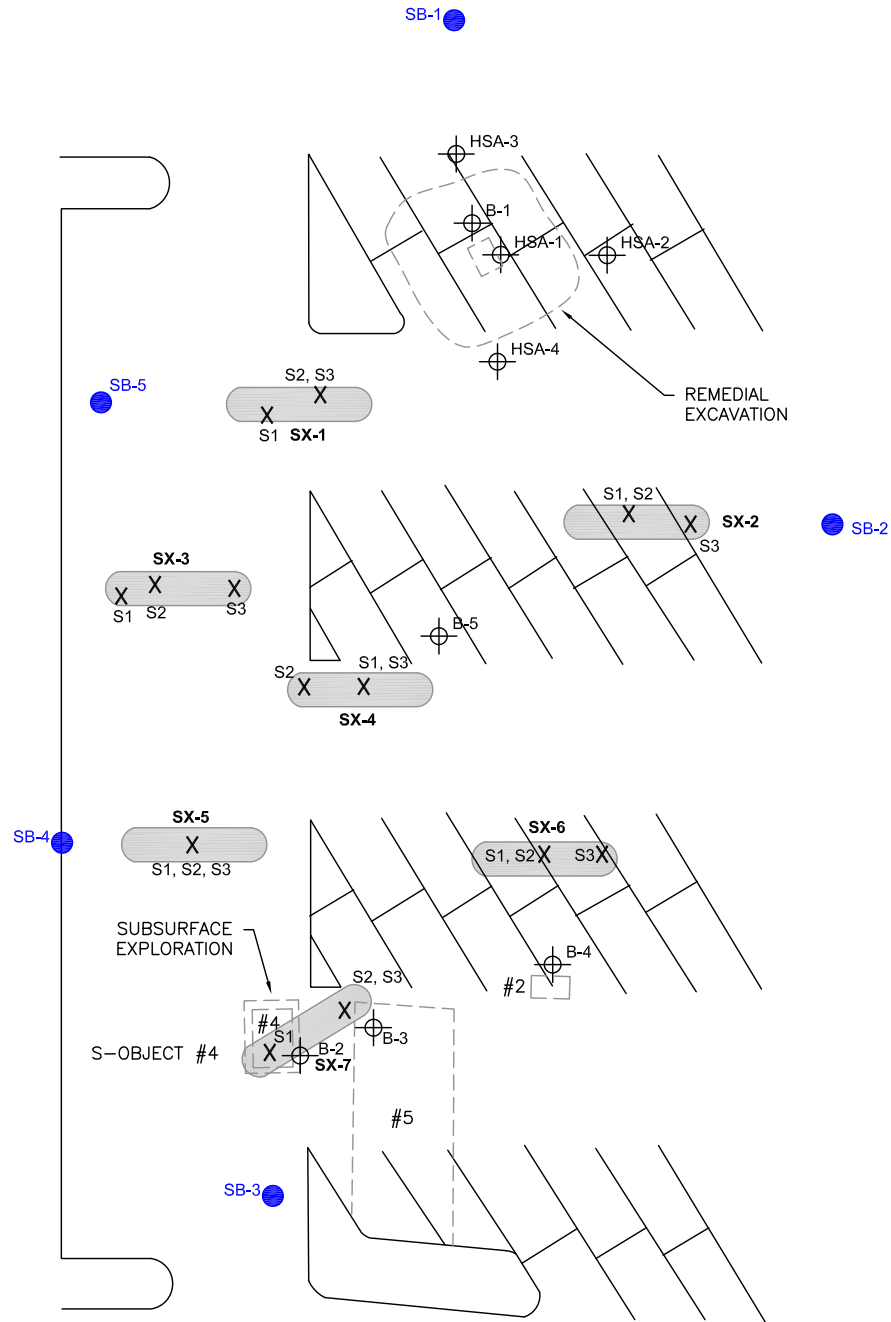 SB-1
HSA-3
B-1
HSA-1
HSA-2
HSA-4
SB-5
S2, S3
S1
SX-1
REMEDIAL
EXCAVATION
S1, S2
SX-2
S3
SB-2
SX-3
S1
S2
S3
B-5
S2
S1, S3
SX-4
SB-4
SX-5
S1, S2, S3
SX-6
S1, S2
S3
SUBSURFACE
EXPLORATION
B-4
#2
S2, S3
#4
S1
B-3
S-OBJECT #4
B-2
SX-7
#5
SB-3